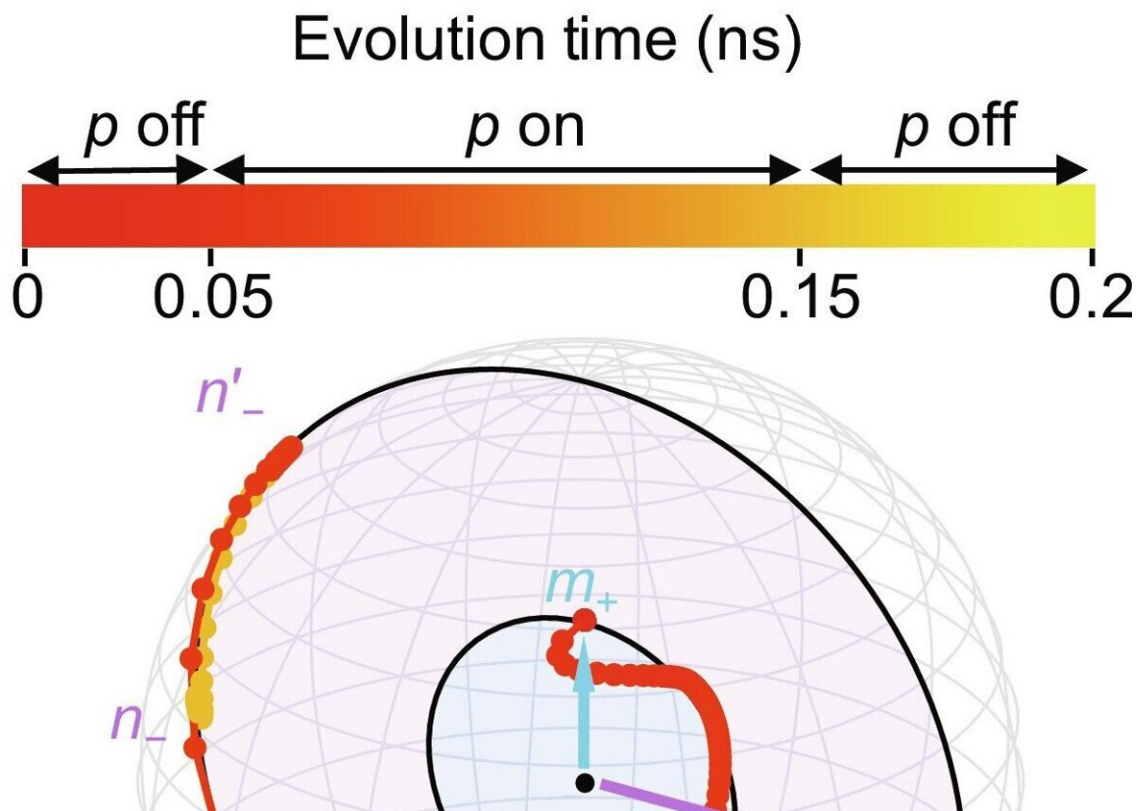 Evolution time (ns)
p off p on p off
0 0.05 0.15 0.2
n′₋
m₊
n₋